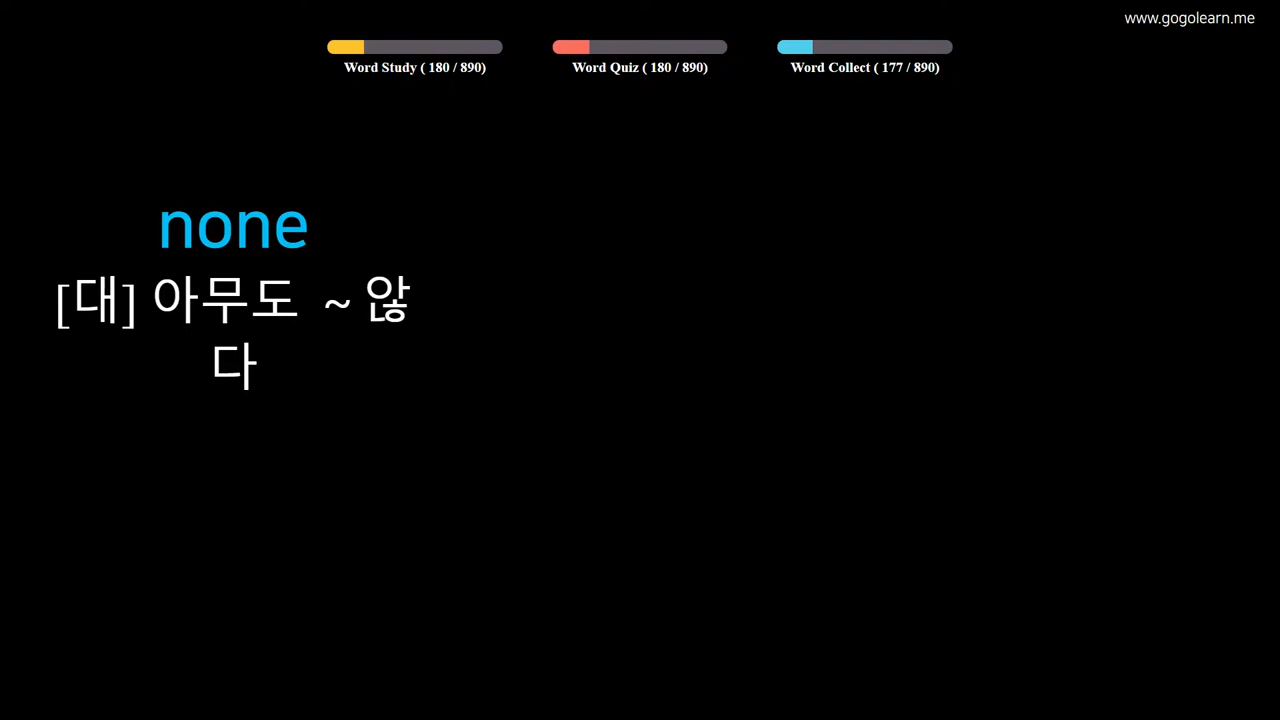 www.gogolearn.me
Word Study ( 180 / 890)
Word Quiz ( 180 / 890)
Word Collect ( 177 / 890)
none
[대] 아무도 ~ 않
다